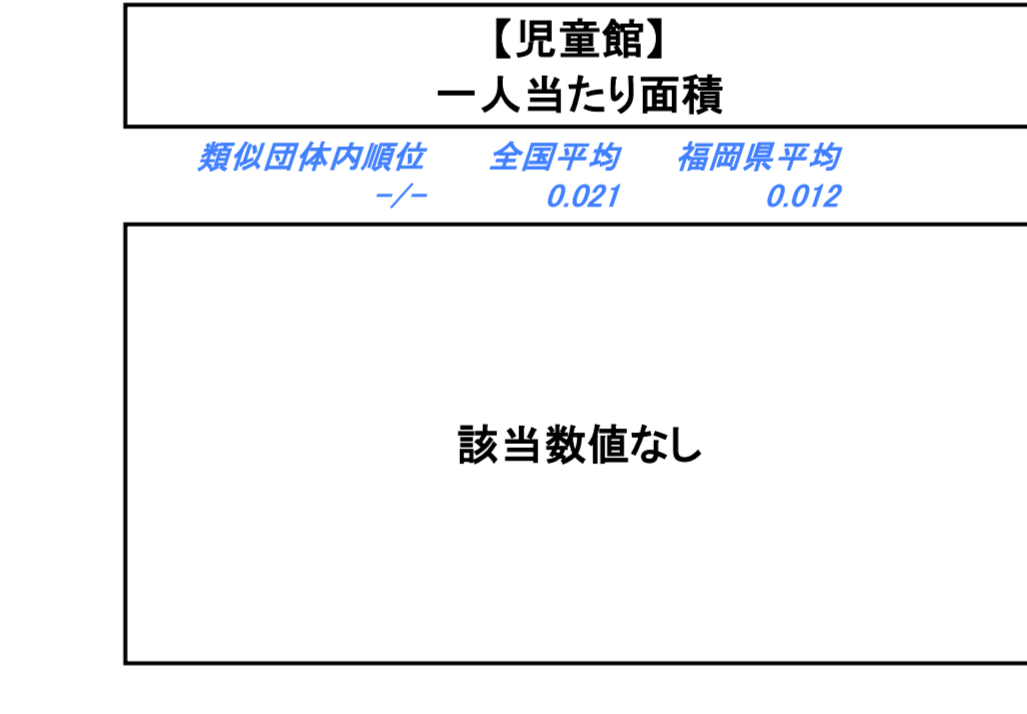 【児童館】
一人当たり面積
類似団体内順位 全国平均 福岡県平均
-/- 0.021 0.012
該当数値なし